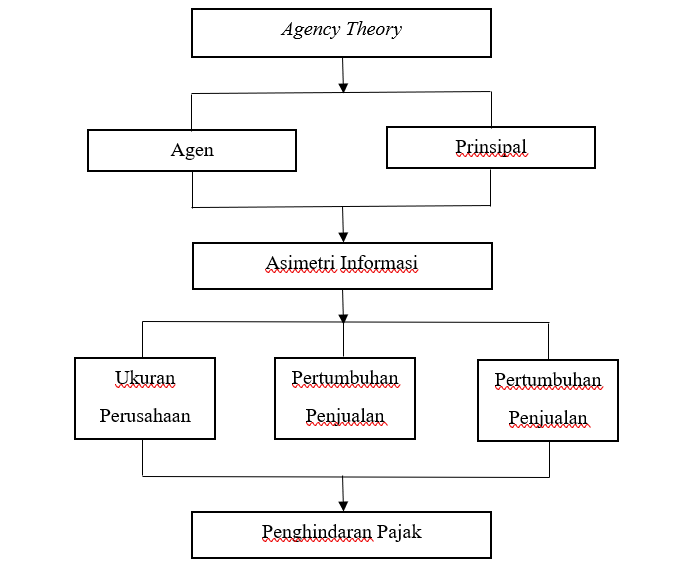 Agency Theory
Agen
Prinsipal
Asimetri Informasi
Ukuran
Perusahaan
Pertumbuhan
Penjualan
Pertumbuhan
Penjualan
Penghindaran Pajak